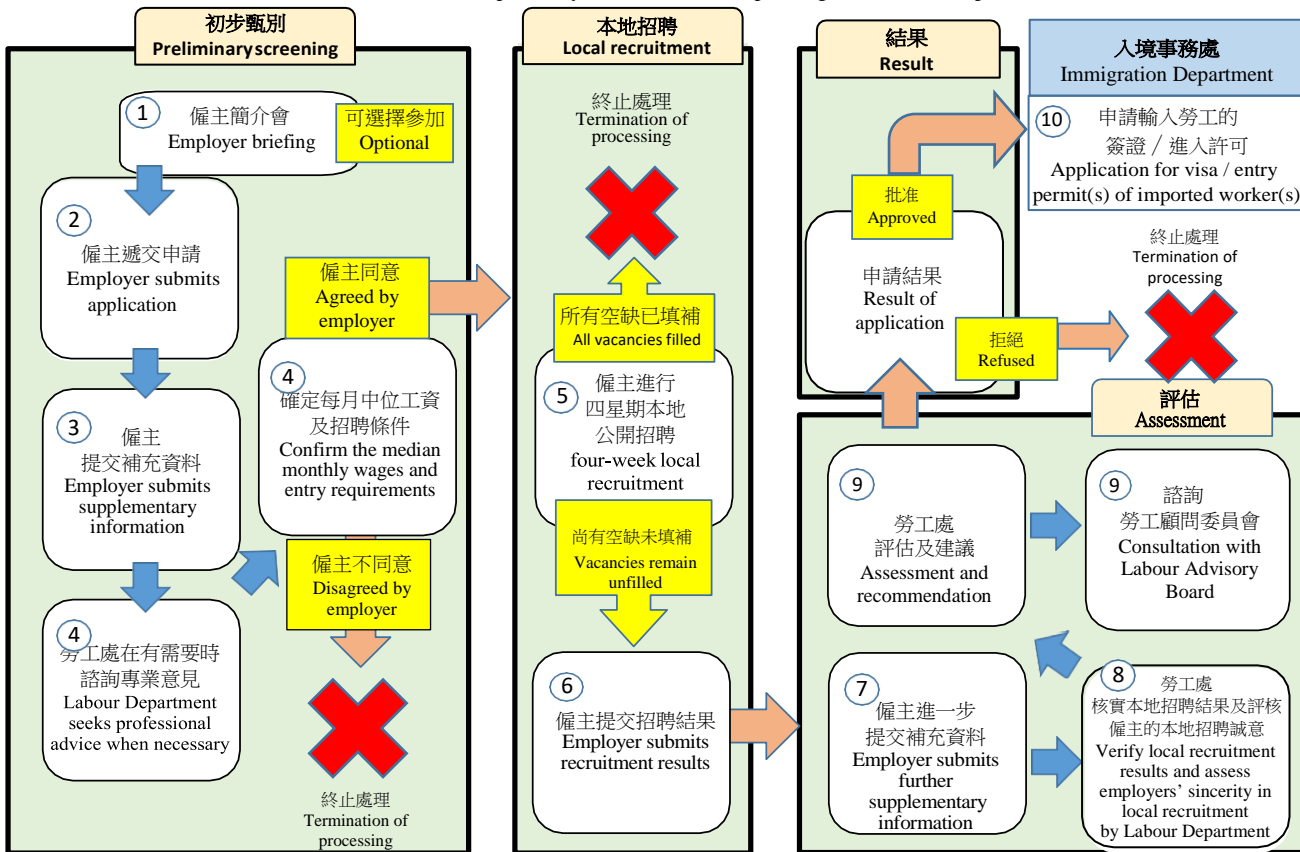 初步甄別
Preliminary screening
1
僱主簡介會
Employer briefing
可選擇參加
Optional
2
僱主遞交申請
Employer submits
application
3
僱主
提交補充資料
Employer submits
supplementary
information
4
勞工處在有需要時
諮詢專業意見
Labour Department
seeks professional
advice when necessary
僱主同意
Agreed by
employer
4
確定每月中位工資
及招聘條件
Confirm the median
monthly wages and
entry requirements
僱主不同意
Disagreed by
employer
終止處理
Termination of
processing
本地招聘
Local recruitment
終止處理
Termination of
processing
所有空缺已填補
All vacancies filled
5
僱主進行
四星期本地
公開招聘
four-week local
recruitment
尚有空缺未填補
Vacancies remain
unfilled
6
僱主提交招聘結果
Employer submits
recruitment results
結果
Result
批准
Approved
申請結果
Result of
application
拒絕
Refused
入境事務處
Immigration Department
10
申請輸入勞工的
簽證／進入許可
Application for visa / entry
permit(s) of imported worker(s)
終止處理
Termination of
processing
評估
Assessment
9
勞工處
評估及建議
Assessment and
recommendation
9
諮詢
勞工顧問委員會
Consultation with
Labour Advisory
Board
7
僱主進一步
提交補充資料
Employer submits
further
supplementary
information
8
勞工處
核實本地招聘結果及評核
僱主的本地招聘誠意
Verify local recruitment
results and assess
employers’ sincerity in
local recruitment
by Labour Department